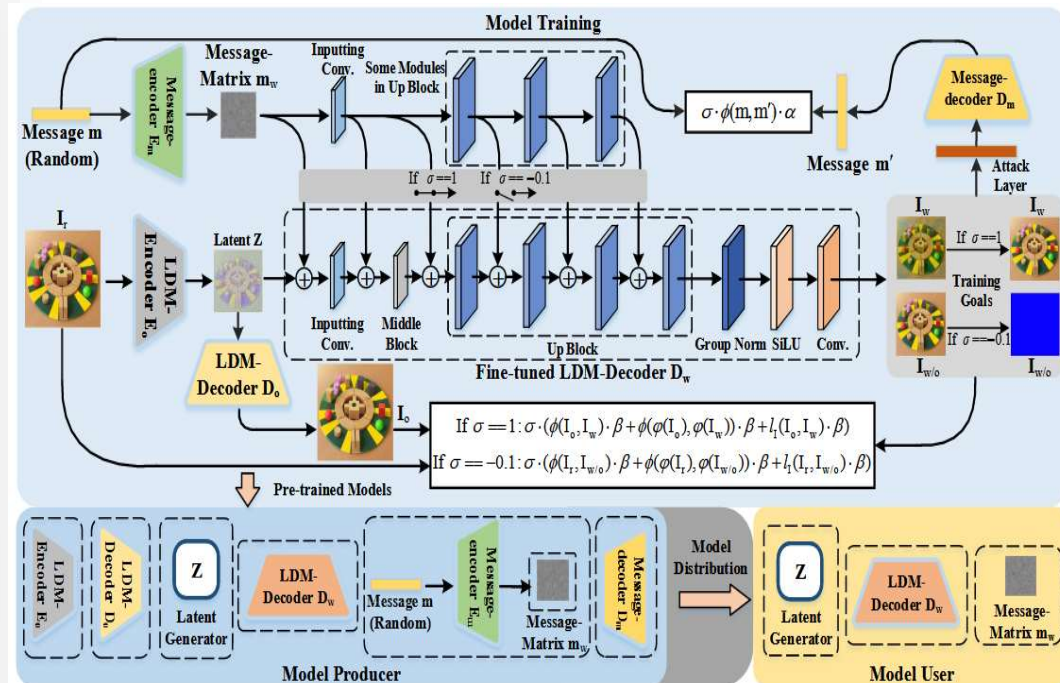 Model Training
Message-
Matrix m_w
Inputting
Conv.
Some Modules
in Up Block
Message-
encoder E_m
Message m
(Random)
σ·ϕ(m,m′)·α
Message m′
Message-
decoder D_m
Attack
Layer
If σ==1
If σ==−0.1
I_r
LDM-
Encoder E_o
Latent Z
Inputting
Conv.
Middle
Block
Up Block
Group Norm
SiLU
Conv.
Fine-tuned LDM-Decoder D_w
I_w
I_w
If σ==1
Training
Goals
If σ==−0.1
I_w/o
I_w/o
LDM-
Decoder D_o
I_o
If σ==1:σ·(ϕ(I_o,I_w)·β+ϕ(φ(I_o),φ(I_w))·β+l_I(I_o,I_w)·β)
If σ==−0.1:σ·(ϕ(I_r,I_w/o)·β+ϕ(φ(I_r),φ(I_w/o))·β+l_I(I_r,I_w/o)·β)
Pre-trained Models
LDM-
Encoder E_o
LDM-
Decoder D_o
Z
Latent
Generator
LDM-
Decoder D_w
Message m
(Random)
Message-
encoder E_m
Message-
Matrix m_w
Message-
decoder D_m
Model Producer
Model
Distribution
Z
Latent
Generator
LDM-
Decoder D_w
Message-
Matrix m_w
Model User